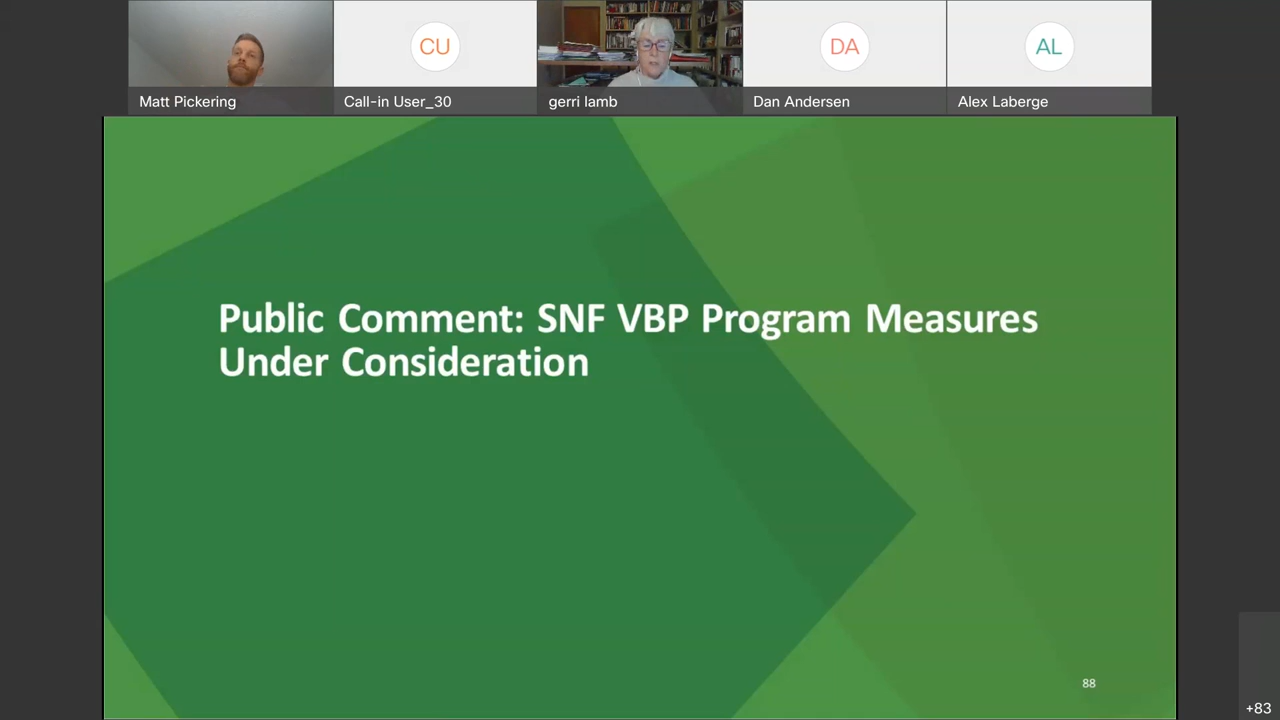 CU
DA
AL
Matt Pickering
Call-in User_30
gerri lamb
Dan Andersen
Alex Laberge
Public Comment: SNF VBP Program Measures
Under Consideration
88
+83